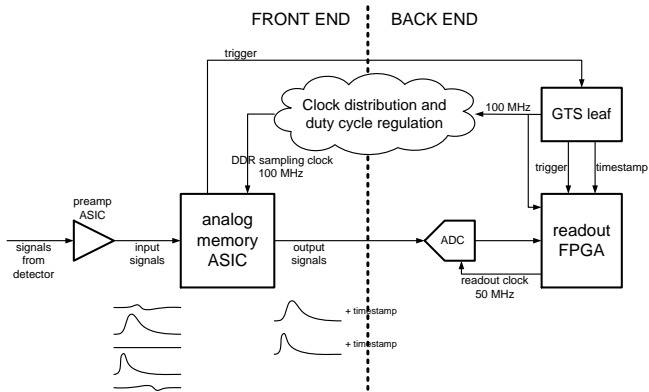 FRONT END
BACK END
trigger
Clock distribution and
duty cycle regulation
100 MHz
GTS leaf
DDR sampling clock
100 MHz
trigger
timestamp
preamp
ASIC
analog
memory
ASIC
signals
from
detector
input
signals
output
signals
ADC
readout
FPGA
readout clock
50 MHz
+ timestamp
+ timestamp